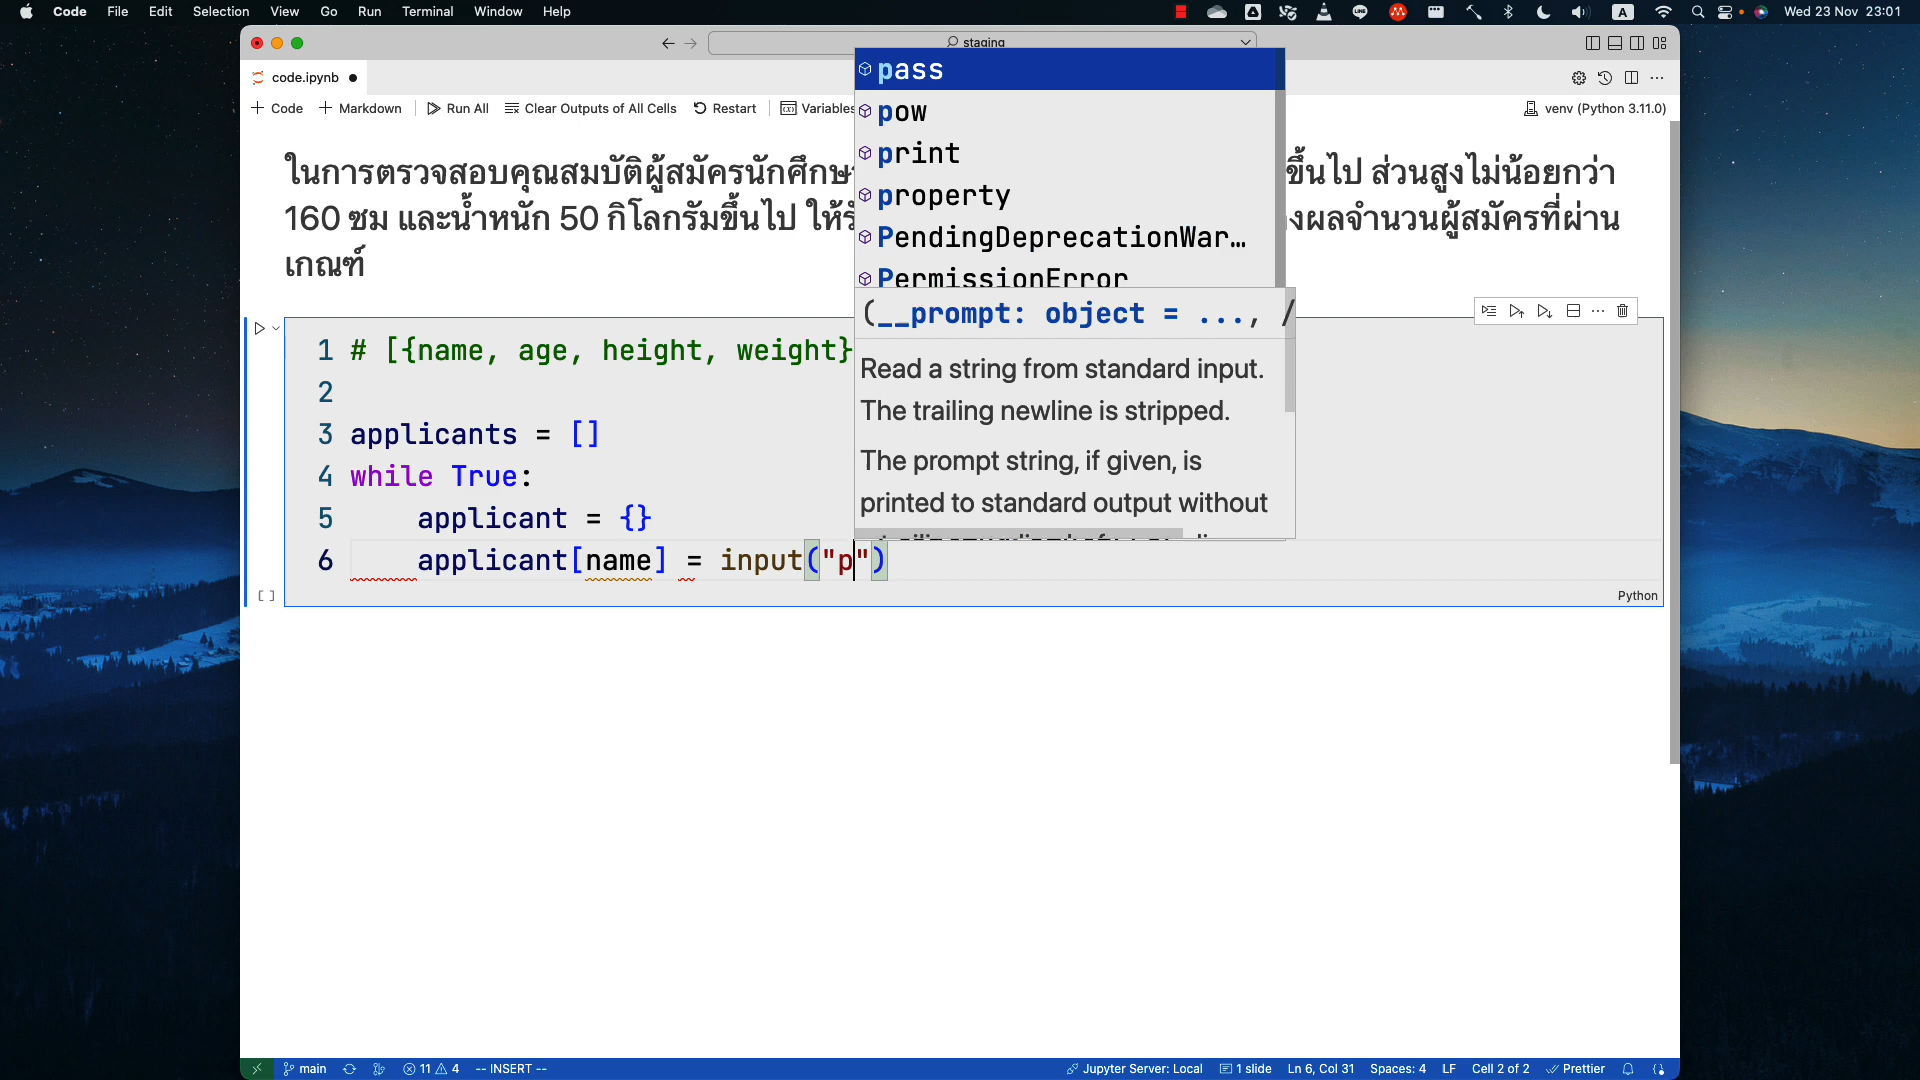 Code File Edit Selection View Go Run Terminal Window Help A Wed 23 Nov 23:01
staging
code.ipynb
Code Markdown Run All Clear Outputs of All Cells Restart Variables venv (Python 3.11.0)
pass
pow
print
property
PendingDeprecationWar…
PermissionError
ในการตรวจสอบคุณสมบัติผู้สมัครนักศึกษ ขึ้นไป ส่วนสูงไม่น้อยกว่า
160 ซม และน้ำหนัก 50 กิโลกรัมขึ้นไป ให้ จำนวนผู้สมัครที่ผ่าน
เกณฑ์
(__prompt: object = ..., /
Read a string from standard input.
The trailing newline is stripped.
The prompt string, if given, is
printed to standard output without
1 # [{name, age, height, weight}
2
3 applicants = []
4 while True:
5 applicant = {}
6 applicant[name] = input("p")
[ ] Python
main 11 4 -- INSERT -- Jupyter Server: Local 1 slide Ln 6, Col 31 Spaces: 4 LF Cell 2 of 2 Prettier